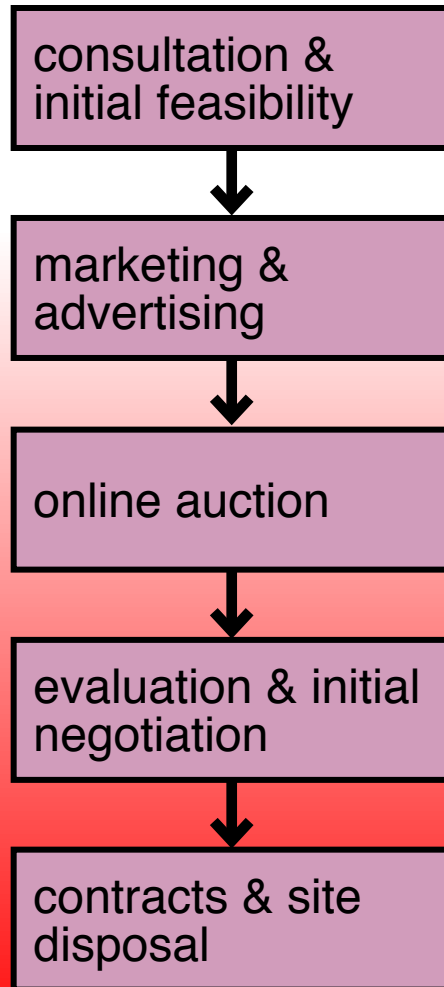 consultation &
initial feasibility
marketing &
advertising
online auction
evaluation & initial
negotiation
contracts & site
disposal